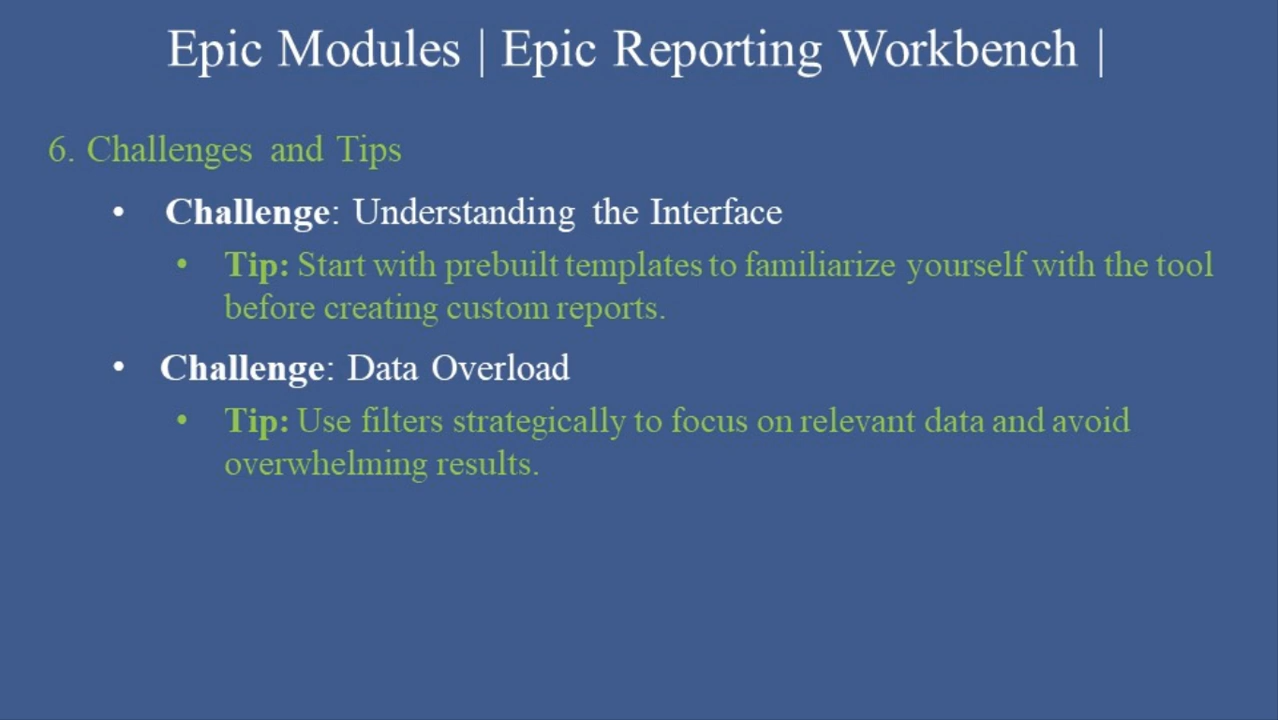 Epic Modules | Epic Reporting Workbench |
6. Challenges and Tips
• Challenge: Understanding the Interface
• Tip: Start with prebuilt templates to familiarize yourself with the tool
before creating custom reports.
• Challenge: Data Overload
• Tip: Use filters strategically to focus on relevant data and avoid
overwhelming results.